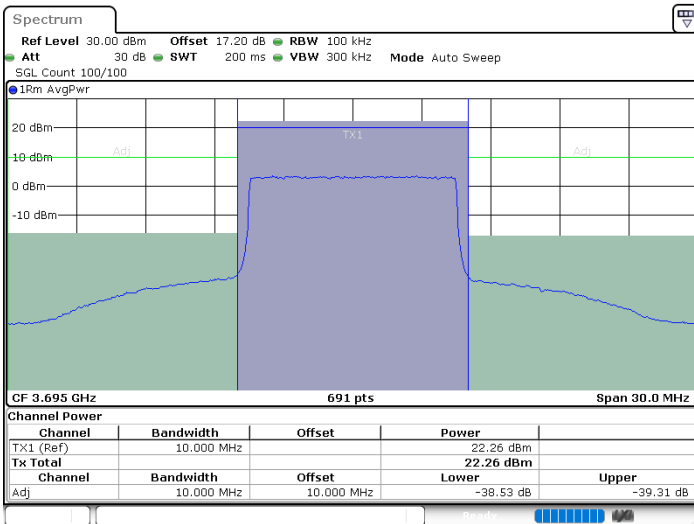 Spectrum
Ref Level 30.00 dBm Offset 17.20 dB RBW 100 kHz
Att 30 dB SWT 200 ms VBW 300 kHz Mode Auto Sweep
SGL Count 100/100
1Rm AvgPwr
20 dBm
TX1
Adj Adj
10 dBm
0 dBm
-10 dBm
CF 3.695 GHz 691 pts Span 30.0 MHz
Channel Power
Channel Bandwidth Offset Power
TX1 (Ref) 10.000 MHz 22.26 dBm
Tx Total 22.26 dBm
Channel Bandwidth Offset Lower Upper
Adj 10.000 MHz 10.000 MHz -38.53 dB -39.31 dB
Ready